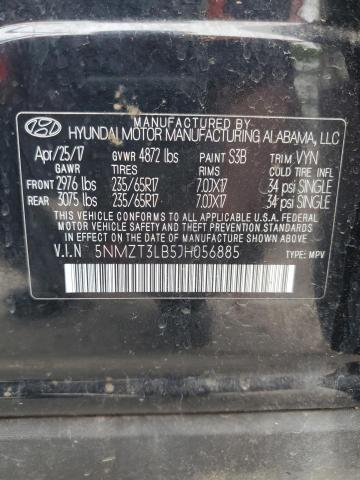 MANUFACTURED BY
HYUNDAI MOTOR MANUFACTURING ALABAMA, LLC
Apr/25/17 GVWR 4872 lbs PAINT S3B TRIM VYN
GAWR TIRES RIMS COLD TIRE INFL
FRONT 2976 lbs 235/65R17 7.0JX17 34 psi SINGLE
REAR 3075 lbs 235/65R17 7.0JX17 34 psi SINGLE
THIS VEHICLE CONFORMS TO ALL APPLICABLE U.S.A. FEDERAL
MOTOR VEHICLE SAFETY AND THEFT PREVENTION STANDARDS
IN EFFECT ON THE DATE OF MANUFACTURE SHOWN ABOVE.
V.I.N 5NMZT3LB5JH056885 TYPE: MPV